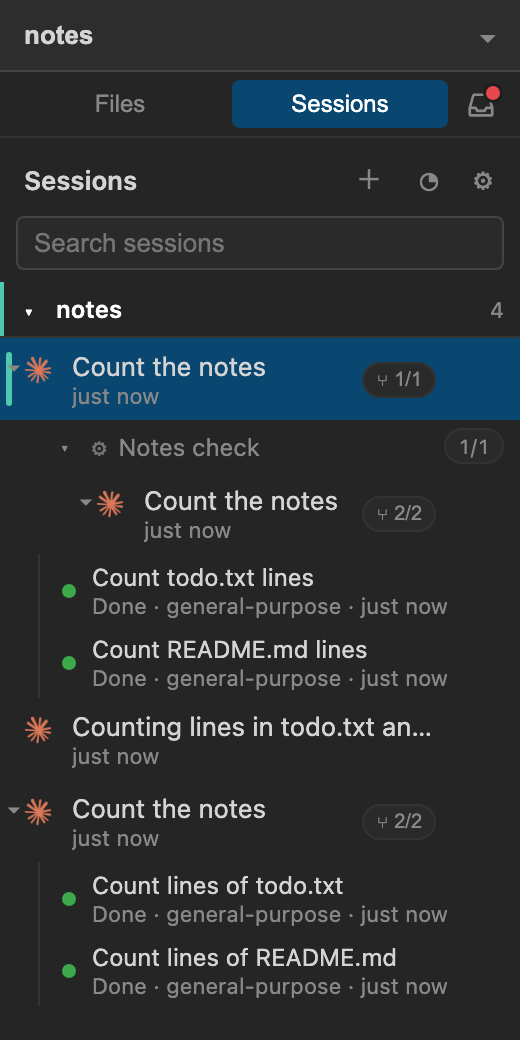 notes
Files
Sessions
Sessions
Search sessions
notes
4
Count the notes
just now
1/1
Notes check
1/1
Count the notes
just now
2/2
Count todo.txt lines
Done · general-purpose · just now
Count README.md lines
Done · general-purpose · just now
Counting lines in todo.txt an...
just now
Count the notes
just now
2/2
Count lines of todo.txt
Done · general-purpose · just now
Count lines of README.md
Done · general-purpose · just now